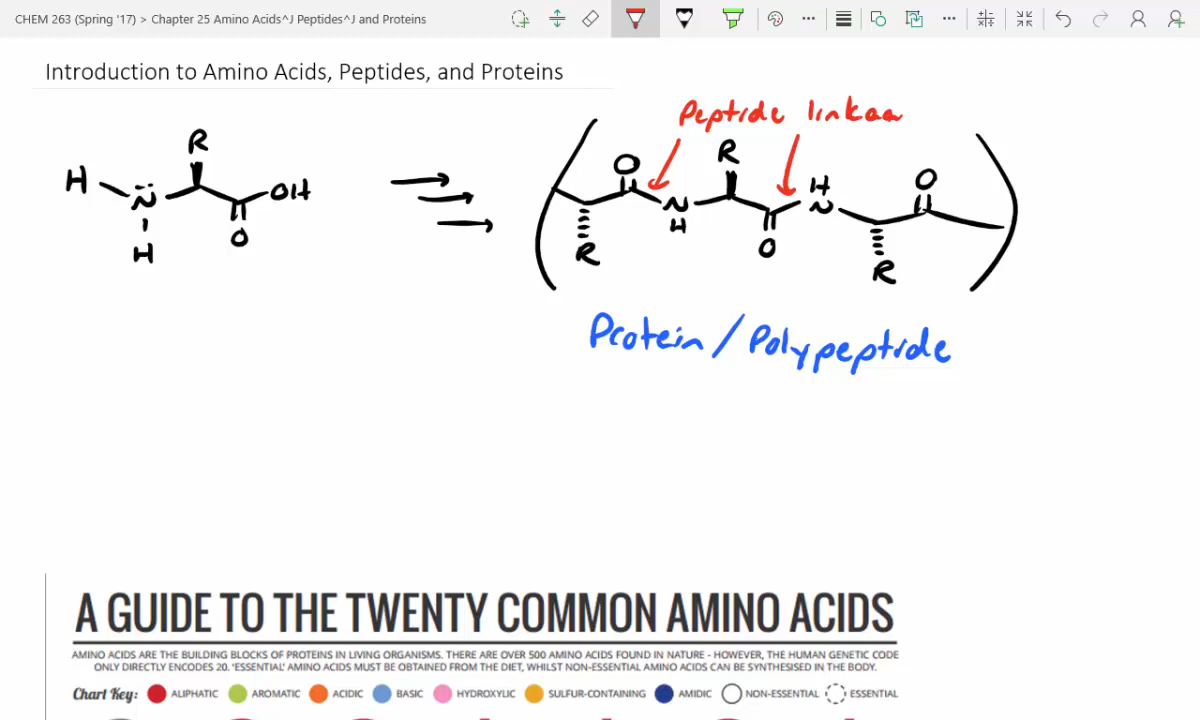 CHEM 263 (Spring '17) > Chapter 25 Amino Acids^J Peptides^J and Proteins
Introduction to Amino Acids, Peptides, and Proteins
Peptide linkaa
R
H N OH
H O
O R H O
N N
H O
R R
Protein / Polypeptide
A GUIDE TO THE TWENTY COMMON AMINO ACIDS
AMINO ACIDS ARE THE BUILDING BLOCKS OF PROTEINS IN LIVING ORGANISMS. THERE ARE OVER 500 AMINO ACIDS FOUND IN NATURE - HOWEVER, THE HUMAN GENETIC CODE
ONLY DIRECTLY ENCODES 20. 'ESSENTIAL' AMINO ACIDS MUST BE OBTAINED FROM THE DIET, WHILST NON-ESSENTIAL AMINO ACIDS CAN BE SYNTHESISED IN THE BODY.
Chart Key: ALIPHATIC AROMATIC ACIDIC BASIC HYDROXYLIC SULFUR-CONTAINING AMIDIC NON-ESSENTIAL ESSENTIAL